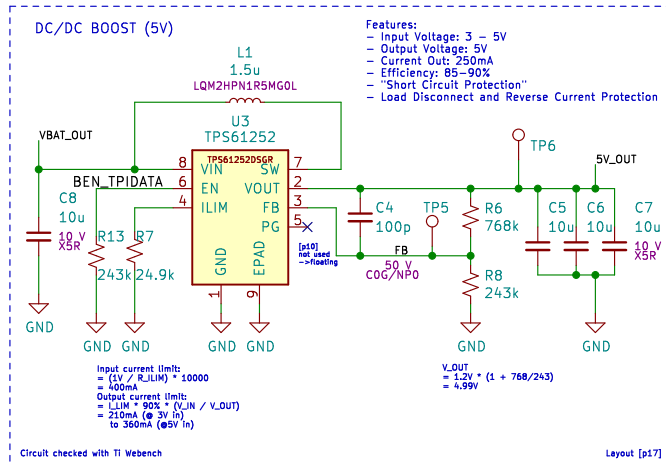 DC/DC BOOST (5V)
Features:
- Input Voltage: 3 - 5V
- Output Voltage: 5V
- Current Out: 250mA
- Efficiency: 85-90%
- "Short Circuit Protection"
- Load Disconnect and Reverse Current Protection
L1
1.5u
LQM2HPN1R5MG0L
U3
TPS61252
TPS61252DSGR
VBAT_OUT
8 VIN SW 7
BEN_TPIDATA 6 EN VOUT 2
4 ILIM FB 3
PG 5
GND EPAD
1 9
TP6
5V_OUT
C8
10u
10 V
X5R
R13
243k
R7
24.9k
[p10]
not used
->floating
C4
100p
TP5
FB
50 V
C0G/NP0
R6
768k
R8
243k
C5
10u
C6
10u
C7
10u
10 V
X5R
GND GND GND GND GND GND GND
Input current limit:
= (1V / R_ILIM) * 10000
= 400mA
Output current limit:
= I_LIM * 90% * (V_IN / V_OUT)
= 210mA (@ 3V in)
to 360mA (@5V in)
V_OUT
= 1.2V * (1 + 768/243)
= 4.99V
Circuit checked with Ti Webench
Layout [p17]